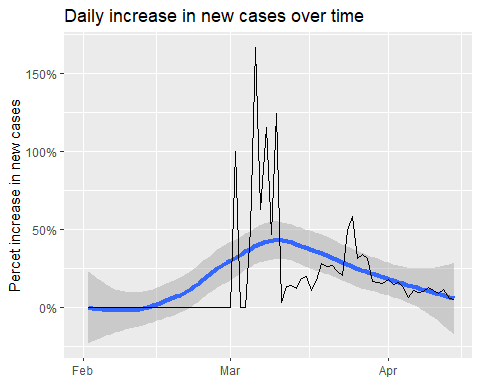 Daily increase in new cases over time
Percet increase in new cases
150%
100%
50%
0%
Feb
Mar
Apr